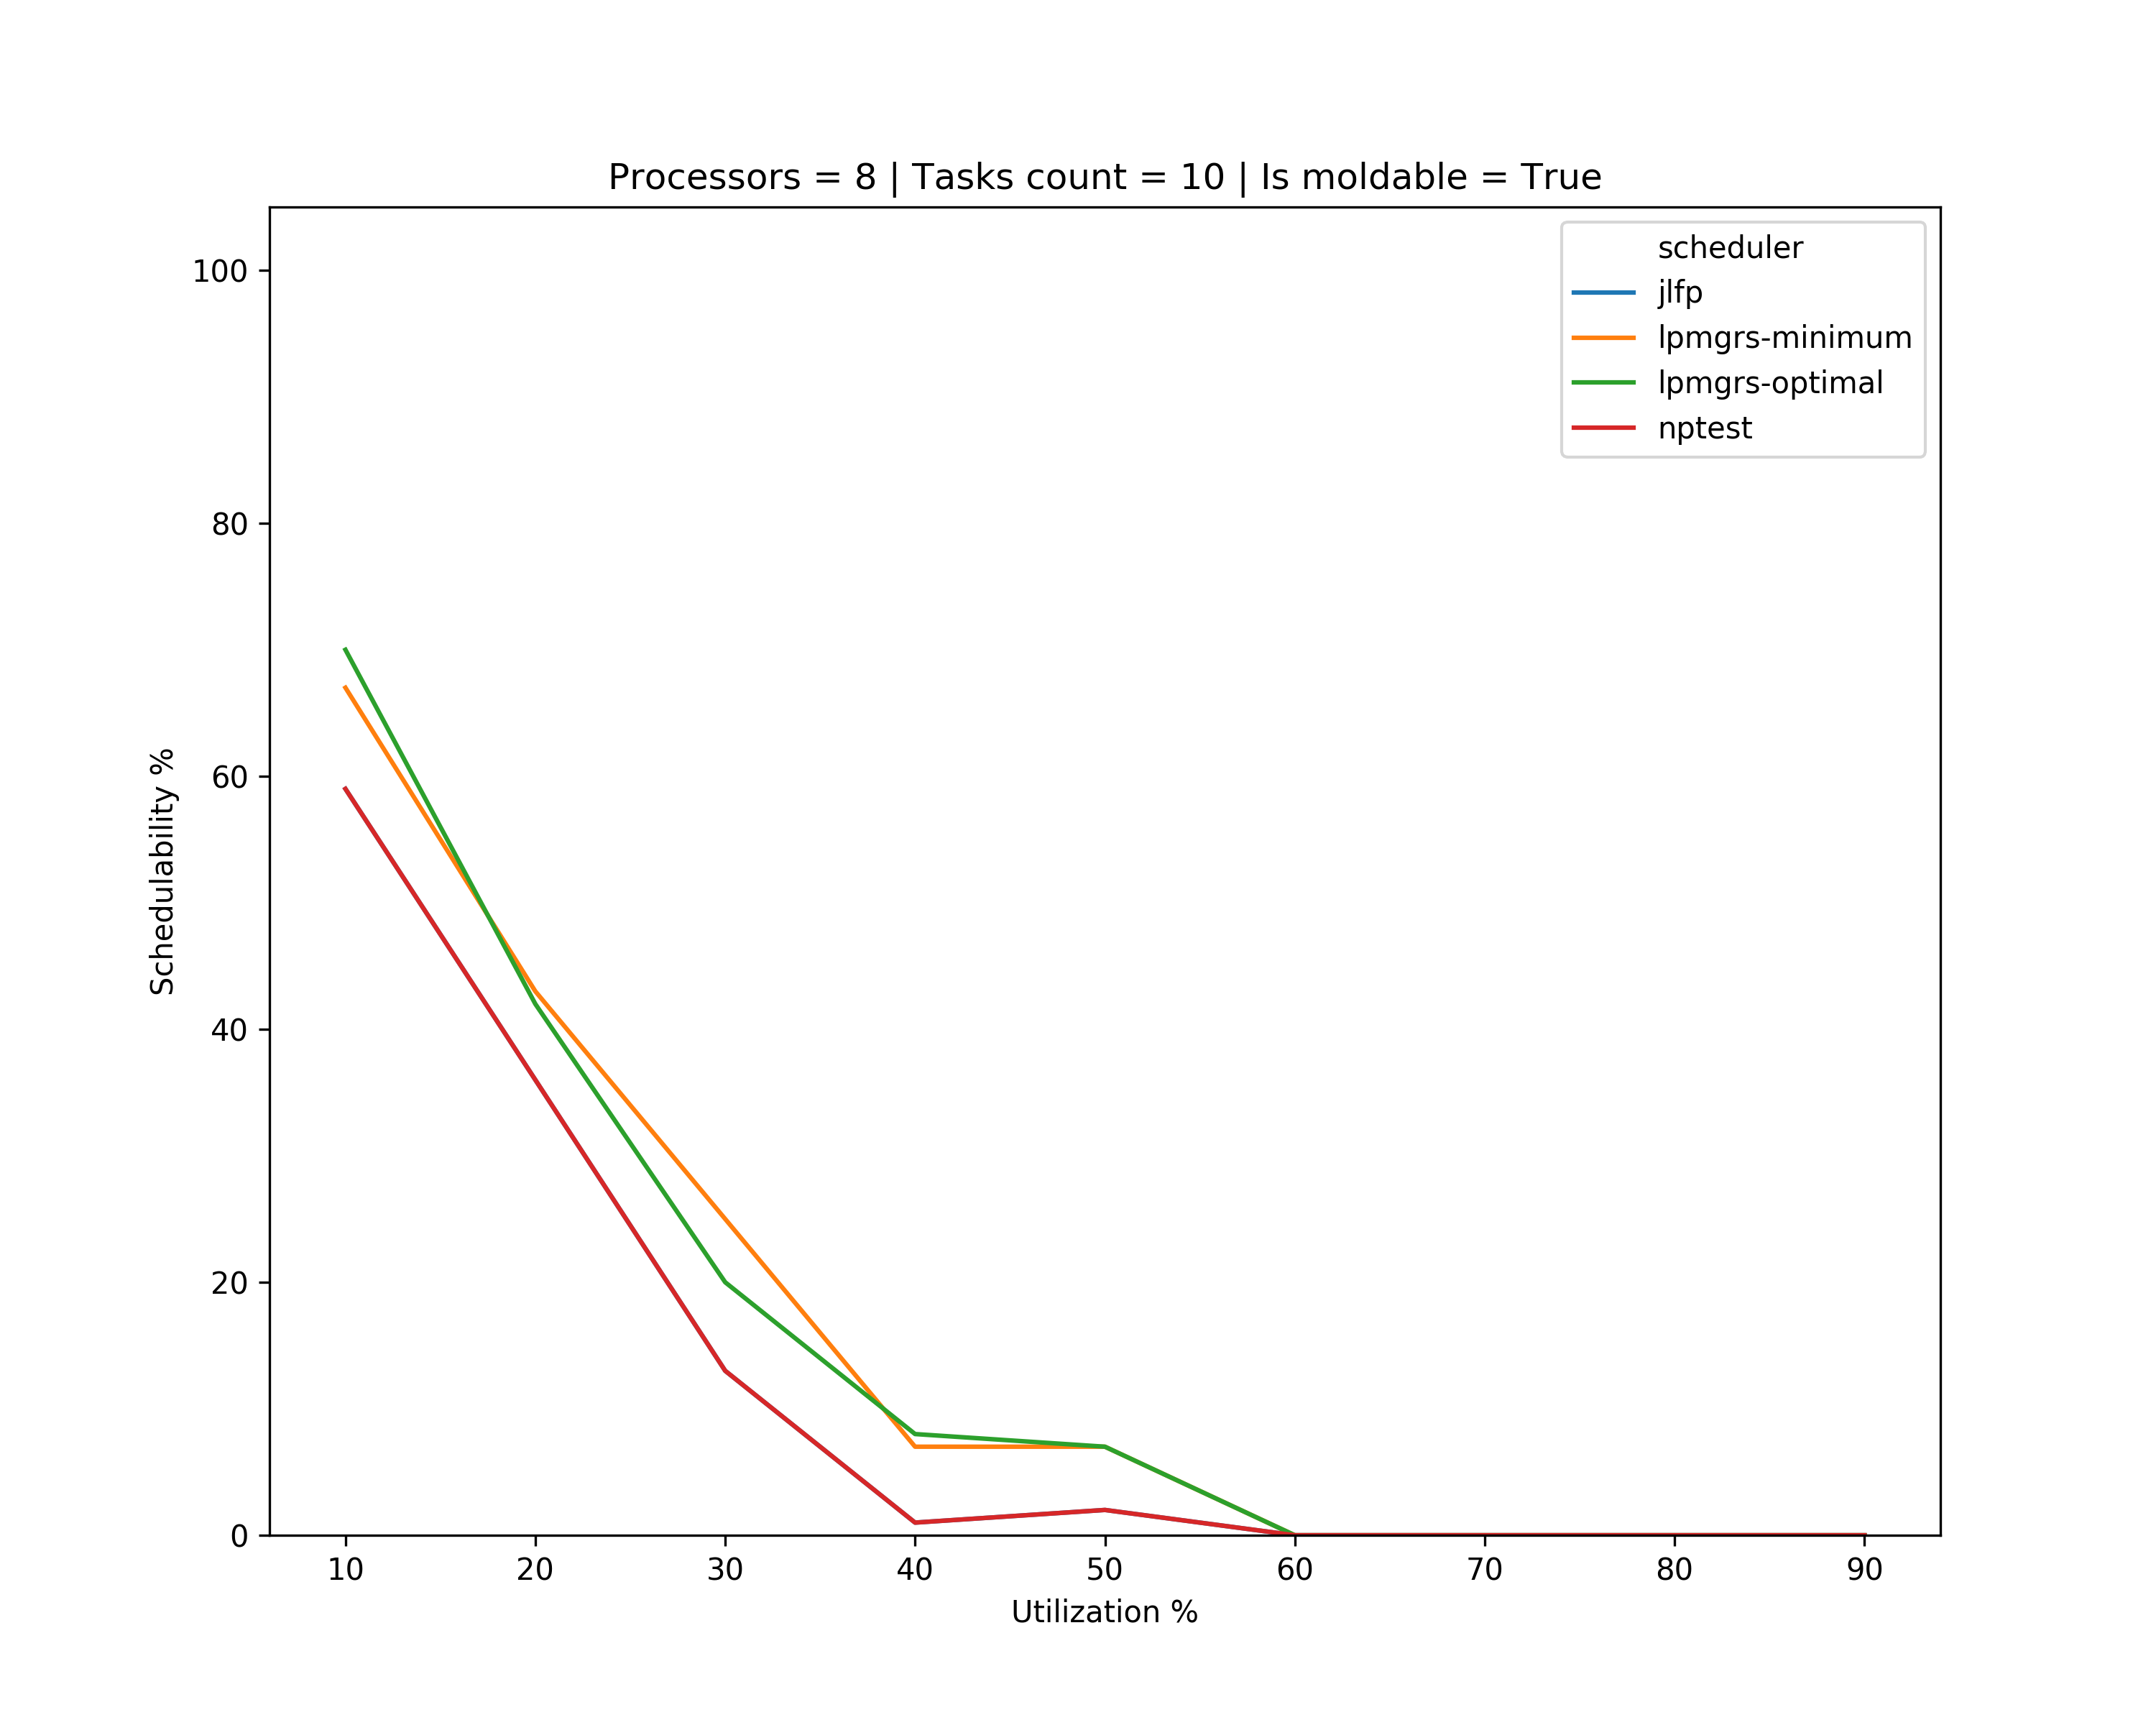 Processors = 8 | Tasks count = 10 | Is moldable = True
scheduler
jlfp
lpmgrs-minimum
lpmgrs-optimal
nptest
100
80
60
40
20
0
Schedulability %
10 20 30 40 50 60 70 80 90
Utilization %